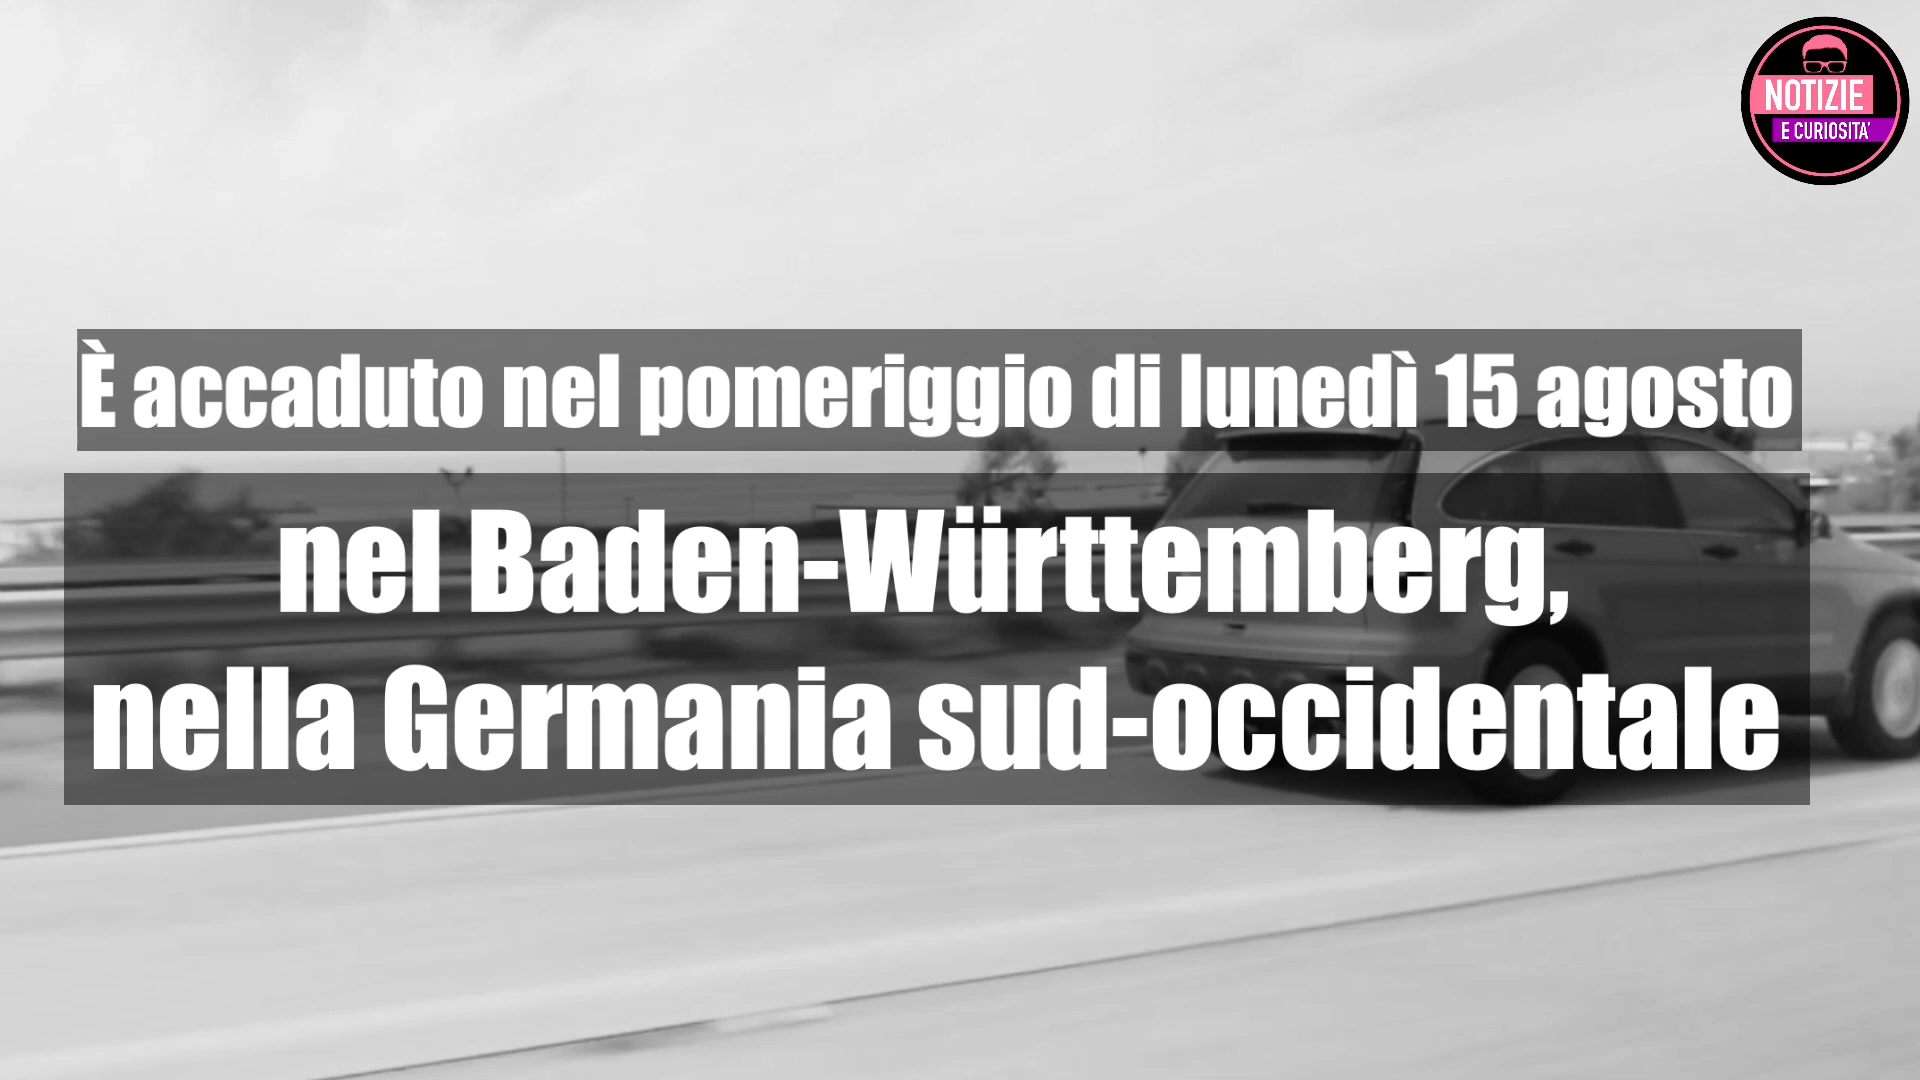 NOTIZIE
E CURIOSITA'
È accaduto nel pomeriggio di lunedì 15 agosto
nel Baden-Württemberg,
nella Germania sud-occidentale